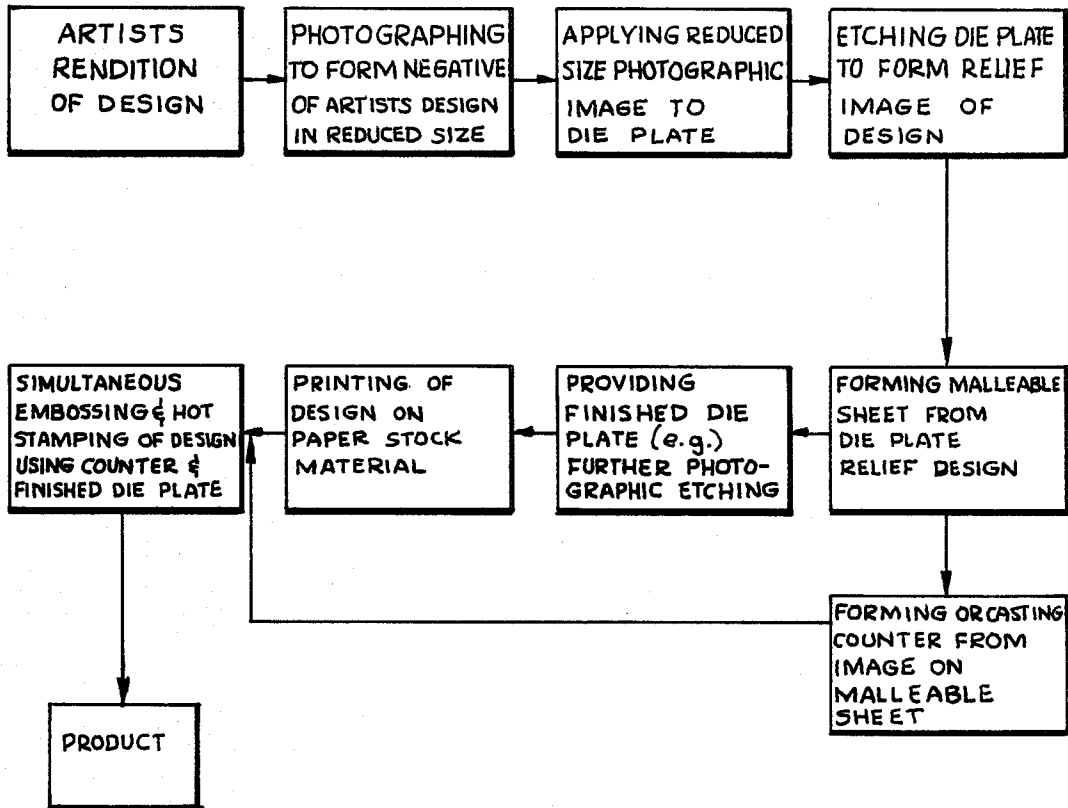 ARTISTS
RENDITION
OF DESIGN
PHOTOGRAPHING
TO FORM NEGATIVE
OF ARTISTS DESIGN
IN REDUCED SIZE
APPLYING REDUCED
SIZE PHOTOGRAPHIC
IMAGE TO
DIE PLATE
ETCHING DIE PLATE
TO FORM RELIEF
IMAGE OF
DESIGN
SIMULTANEOUS
EMBOSSING & HOT
STAMPING OF DESIGN
USING COUNTER &
FINISHED DIE PLATE
PRINTING OF
DESIGN ON
PAPER STOCK
MATERIAL
PROVIDING
FINISHED DIE
PLATE (e.g.)
FURTHER PHOTO-
GRAPHIC ETCHING
FORMING MALLEABLE
SHEET FROM
DIE PLATE
RELIEF DESIGN
FORMING OR CASTING
COUNTER FROM
IMAGE ON
MALLEABLE
SHEET
PRODUCT